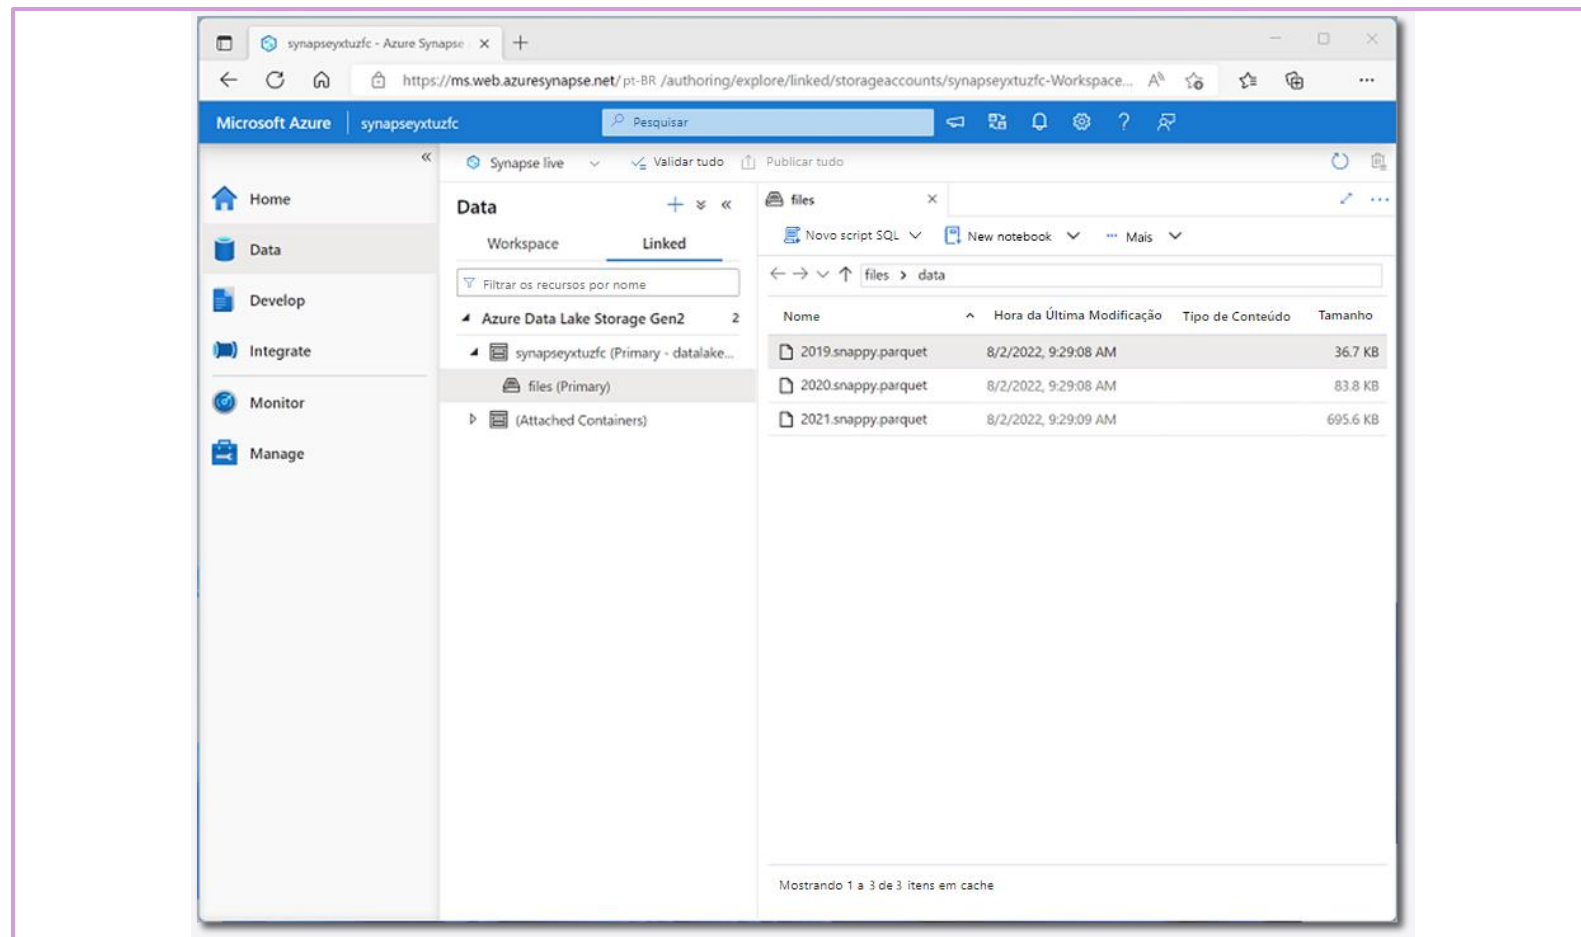 synapseyxtuzfc - Azure Synapse
https://ms.web.azuresynapse.net/ pt-BR /authoring/explore/linked/storageaccounts/synapseyxtuzfc-Workspace...
Microsoft Azure synapseyxtuzfc
Pesquisar
Synapse live Validar tudo Publicar tudo
Home
Data
Develop
Integrate
Monitor
Manage
Data
Workspace Linked
Filtrar os recursos por nome
Azure Data Lake Storage Gen2 2
synapseyxtuzfc (Primary - datalake...
files (Primary)
(Attached Containers)
files
Novo script SQL New notebook Mais
files > data
Nome Hora da Última Modificação Tipo de Conteúdo Tamanho
2019.snappy.parquet 8/2/2022, 9:29:08 AM 36.7 KB
2020.snappy.parquet 8/2/2022, 9:29:08 AM 83.8 KB
2021.snappy.parquet 8/2/2022, 9:29:09 AM 695.6 KB
Mostrando 1 a 3 de 3 itens em cache